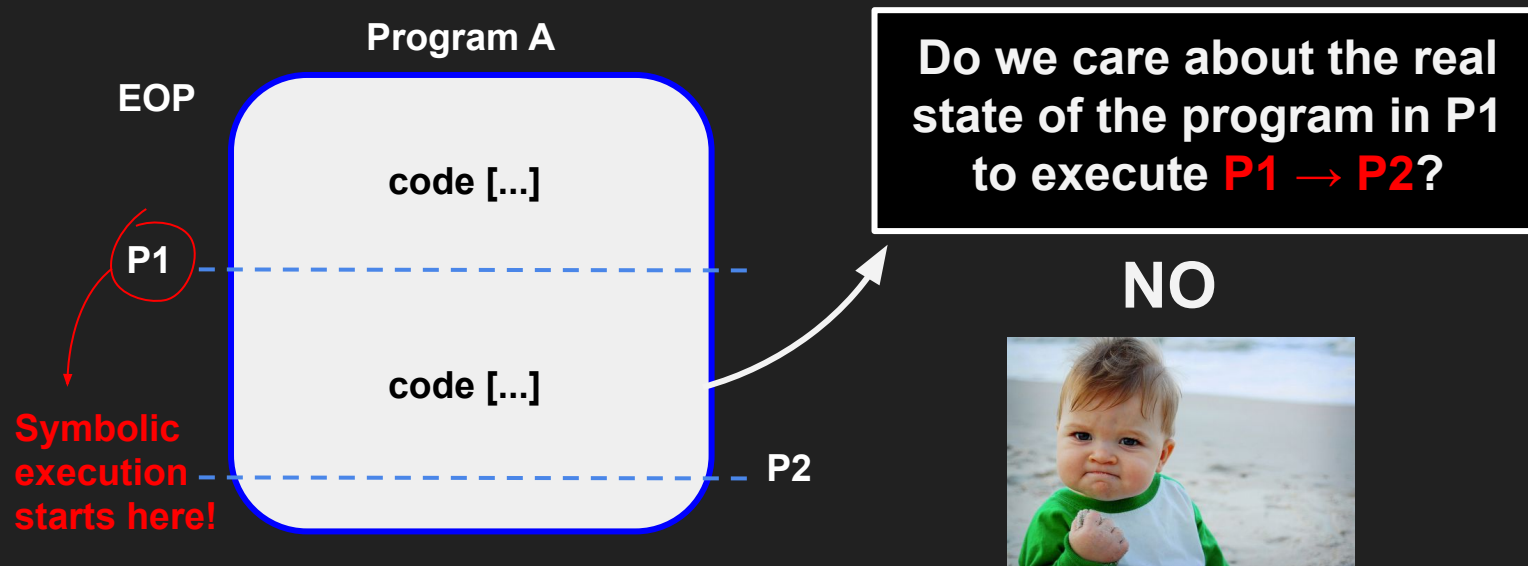 Program A
EOP
code [...]
P1
code [...]
Symbolic
execution
starts here!
P2
Do we care about the real
state of the program in P1
to execute P1 → P2?
NO